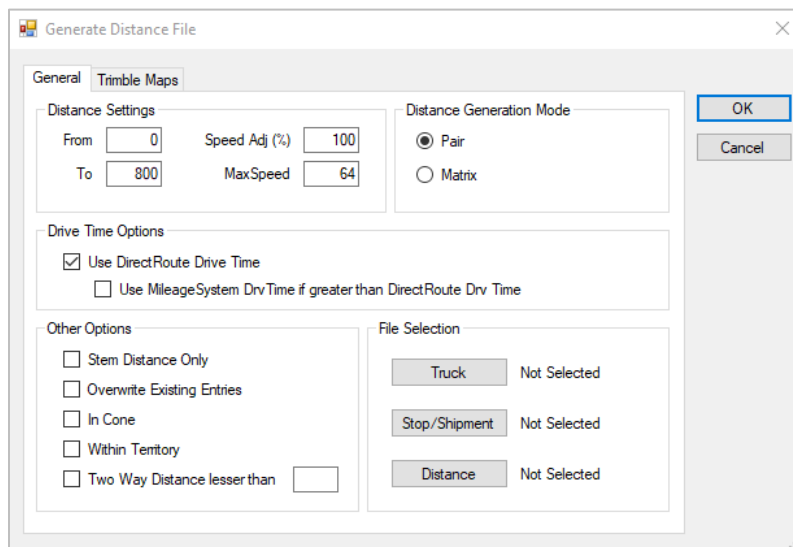 Generate Distance File
General Trimble Maps
Distance Settings
From 0 Speed Adj (%) 100
To 800 MaxSpeed 64
Distance Generation Mode
Pair
Matrix
OK
Cancel
Drive Time Options
Use DirectRoute Drive Time
Use MileageSystem DrvTime if greater than DirectRoute Drv Time
Other Options
Stem Distance Only
Overwrite Existing Entries
In Cone
Within Territory
Two Way Distance lesser than
File Selection
Truck Not Selected
Stop/Shipment Not Selected
Distance Not Selected